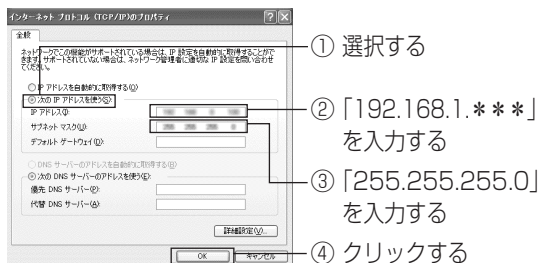 インターネット プロトコル (TCP/IP)のプロパティ
全般
ネットワークでこの機能がサポートされている場合は、IP 設定を自動的に取得することがで
きます。サポートされていない場合は、ネットワーク管理者に適切な IP 設定を問い合わせ
てください。
IP アドレスを自動的に取得する(O)
次の IP アドレスを使う(S):
IP アドレス(I):
サブネット マスク(U):
デフォルト ゲートウェイ(D):
DNS サーバーのアドレスを自動的に取得する(B)
次の DNS サーバーのアドレスを使う(E):
優先 DNS サーバー(P):
代替 DNS サーバー(A):
詳細設定(V)...
OK
キャンセル
① 選択する
② 「192.168.1.＊＊＊」
を入力する
③ 「255.255.255.0」
を入力する
④ クリックする